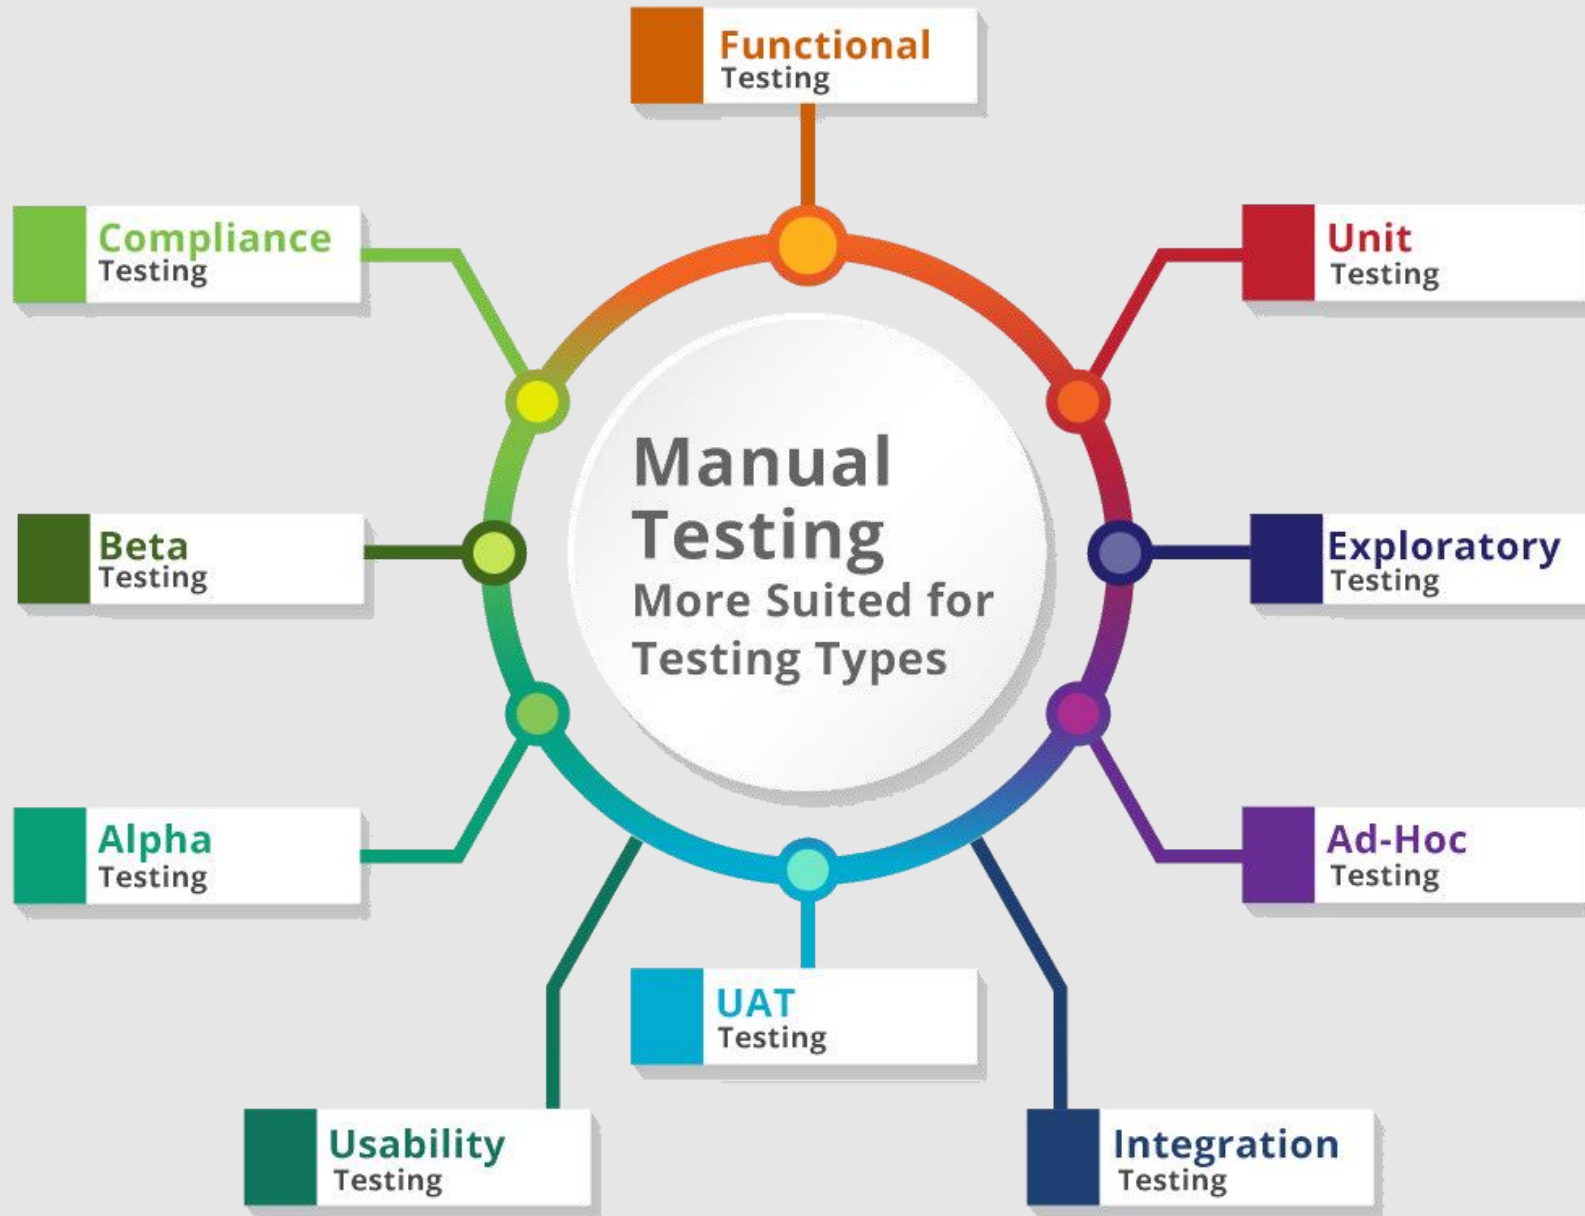 Functional
Testing
Compliance
Testing
Unit
Testing
Manual
Testing
More Suited for
Testing Types
Beta
Testing
Exploratory
Testing
Alpha
Testing
Ad-Hoc
Testing
UAT
Testing
Usability
Testing
Integration
Testing